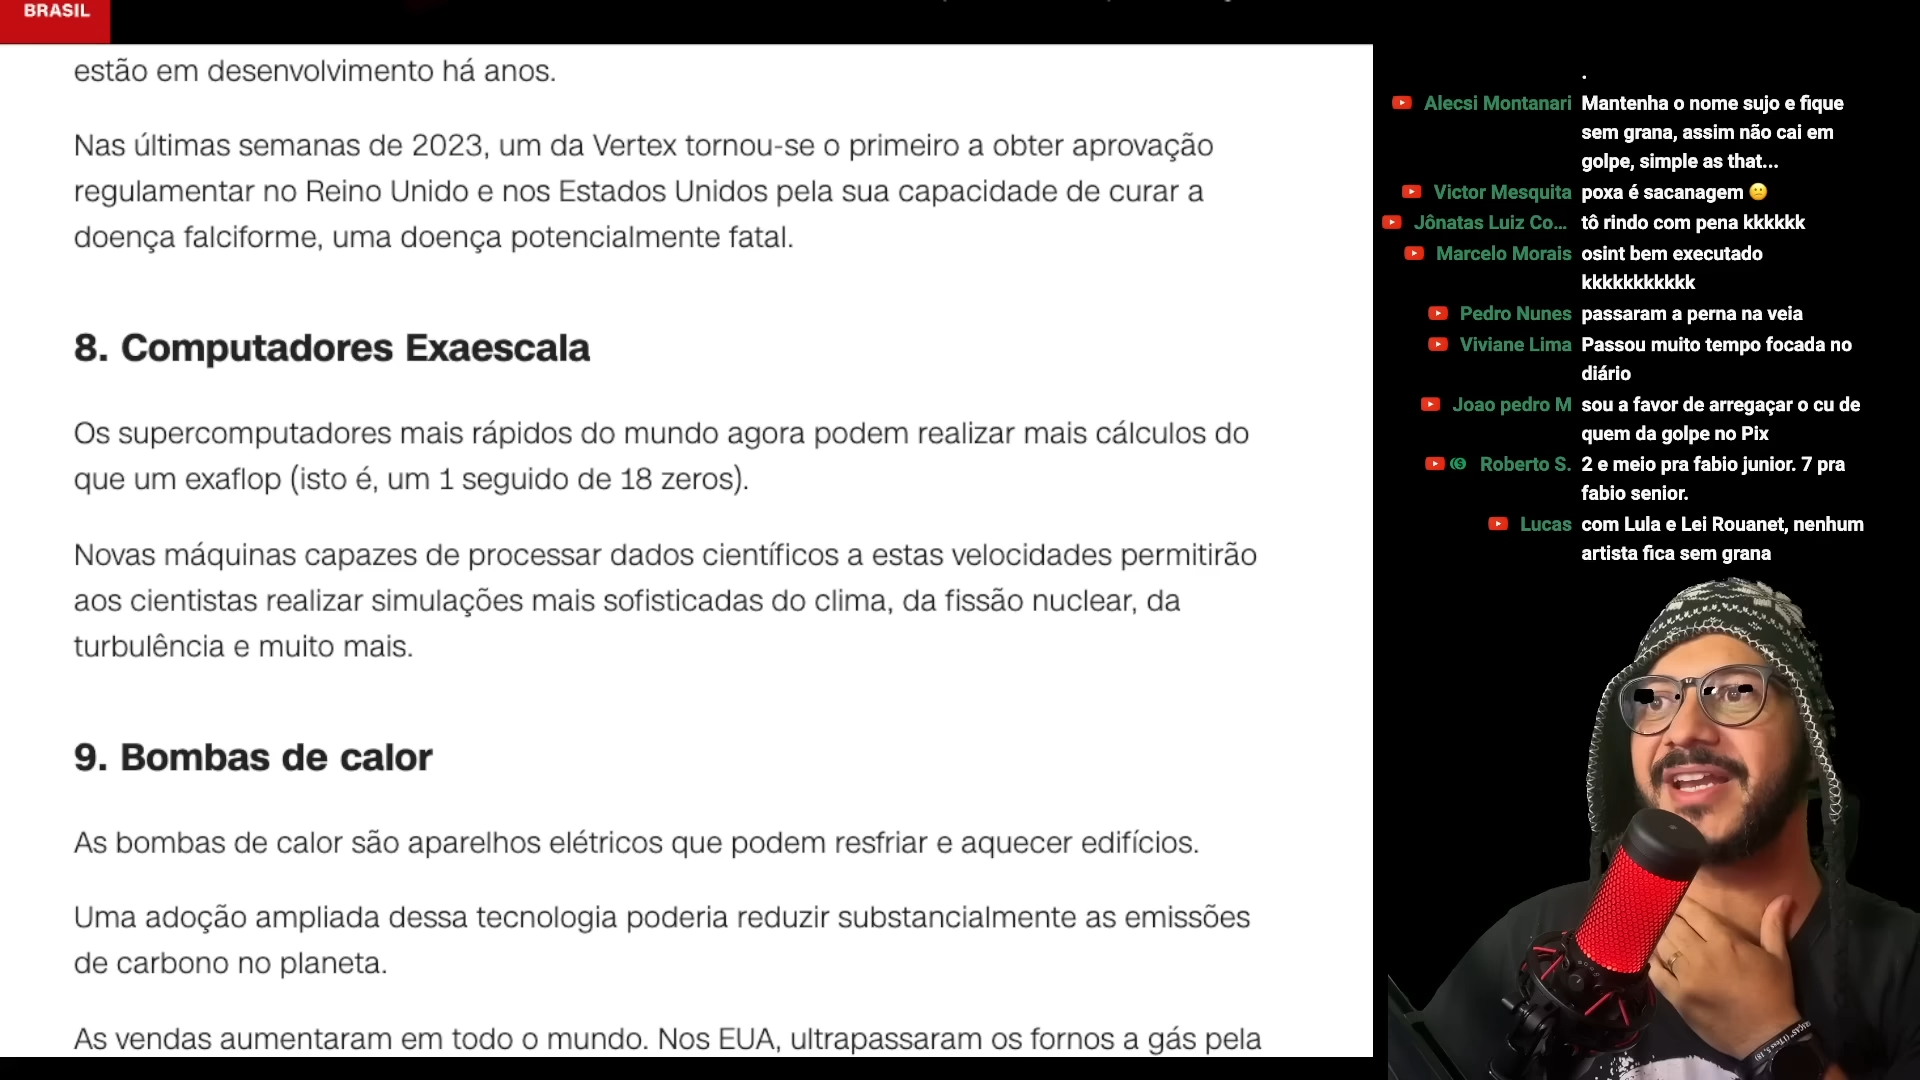 BRASIL
estão em desenvolvimento há anos.
Nas últimas semanas de 2023, um da Vertex tornou-se o primeiro a obter aprovação
regulamentar no Reino Unido e nos Estados Unidos pela sua capacidade de curar a
doença falciforme, uma doença potencialmente fatal.
8. Computadores Exaescala
Os supercomputadores mais rápidos do mundo agora podem realizar mais cálculos do
que um exaflop (isto é, um 1 seguido de 18 zeros).
Novas máquinas capazes de processar dados científicos a estas velocidades permitirão
aos cientistas realizar simulações mais sofisticadas do clima, da fissão nuclear, da
turbulência e muito mais.
9. Bombas de calor
As bombas de calor são aparelhos elétricos que podem resfriar e aquecer edifícios.
Uma adoção ampliada dessa tecnologia poderia reduzir substancialmente as emissões
de carbono no planeta.
As vendas aumentaram em todo o mundo. Nos EUA, ultrapassaram os fornos a gás pela
.
Alecsi Montanari Mantenha o nome sujo e fique
sem grana, assim não cai em
golpe, simple as that...
Victor Mesquita poxa é sacanagem 😕
Jônatas Luiz Co... tô rindo com pena kkkkkk
Marcelo Morais osint bem executado
kkkkkkkkkkk
Pedro Nunes passaram a perna na veia
Viviane Lima Passou muito tempo focada no
diário
Joao pedro M sou a favor de arregaçar o cu de
quem da golpe no Pix
Roberto S. 2 e meio pra fabio junior. 7 pra
fabio senior.
Lucas com Lula e Lei Rouanet, nenhum
artista fica sem grana